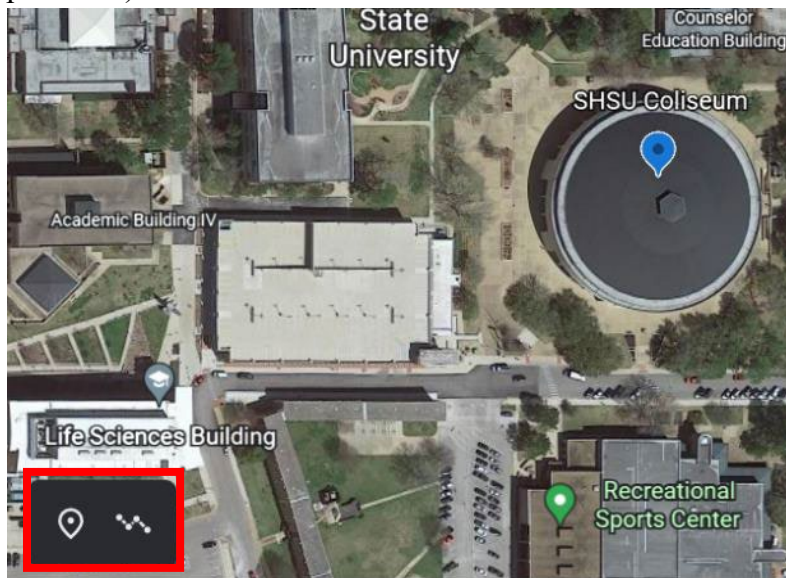 State
University
Counselor
Education Building
SHSU Coliseum
Academic Building IV
Life Sciences Building
Recreational
Sports Center